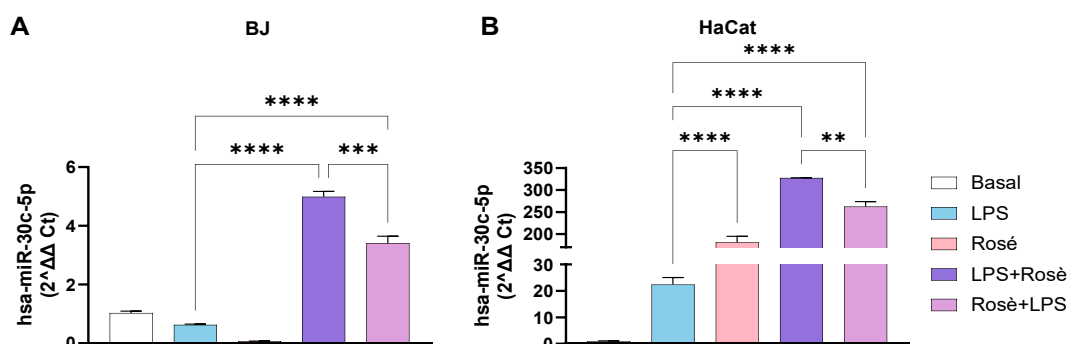 A
BJ
hsa-miR-30c-5p
(2^ΔΔ Ct)
6
4
2
0
****
****
***
B
HaCat
hsa-miR-30c-5p
(2^ΔΔ Ct)
350
300
250
200
30
20
10
0
****
****
****
**
Basal
LPS
Rosé
LPS+Rosè
Rosè+LPS